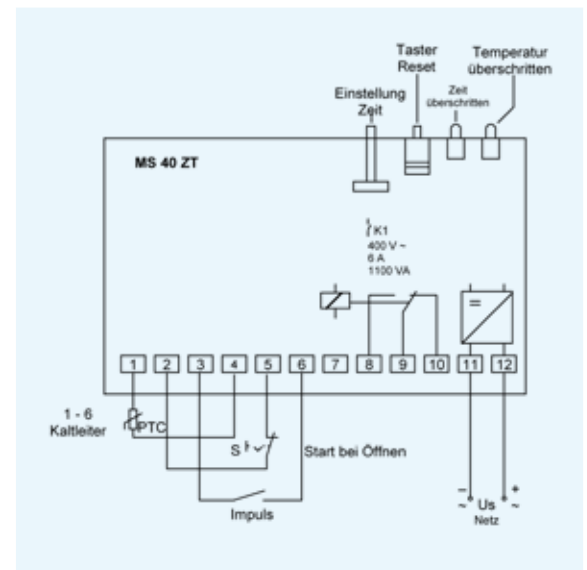 Taster
Reset
Temperatur
überschritten
Einstellung
Zeit
Zeit
überschritten
MS 40 ZT
K1
400 V ~
6 A
1100 VA
=
1 2 3 4 5 6 7 8 9 10 11 12
1 - 6
Kaltleiter
PTC
S
Start bei Öffnen
Impuls
– +
~ Us ~
Netz